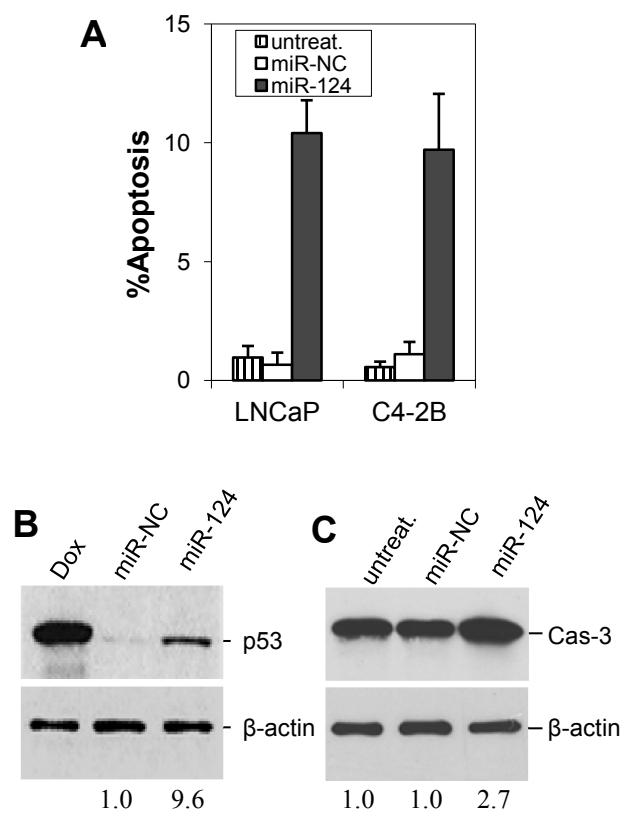 A
15
untreat.
miR-NC
miR-124
10
%Apoptosis
5
0
LNCaP C4-2B
B
Dox miR-NC miR-124
p53
β-actin
1.0 9.6
C
untreat. miR-NC miR-124
Cas-3
β-actin
1.0 1.0 2.7